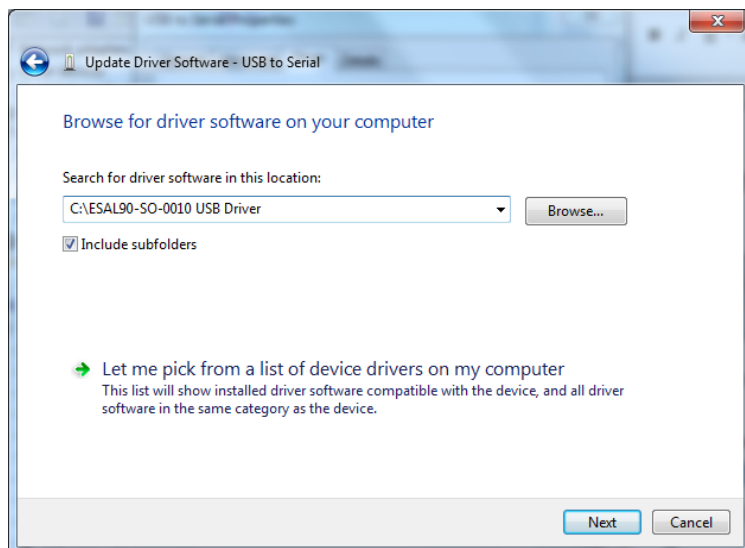 Update Driver Software - USB to Serial
Browse for driver software on your computer
Search for driver software in this location:
C:\ESAL90-SO-0010 USB Driver
Browse...
Include subfolders
Let me pick from a list of device drivers on my computer
This list will show installed driver software compatible with the device, and all driver
software in the same category as the device.
Next
Cancel